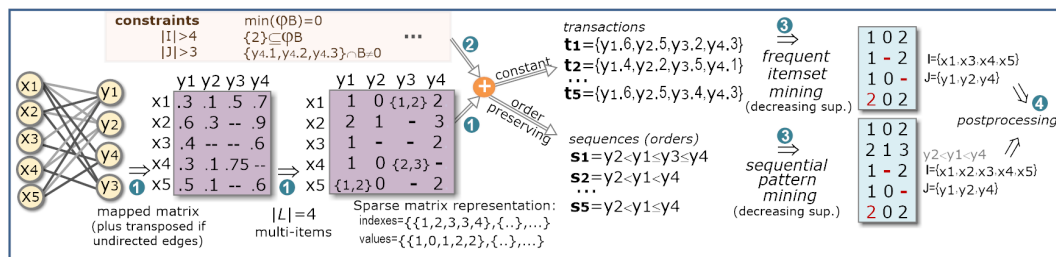 constraints
min(φB)=0
|I|>4
{2}⊆φB
|J|>3
{y4.1,y4.2,y4.3}∩B≠0
...
x1
x2
x3
x4
x5
y1
y2
y4
y3
1
mapped matrix
(plus transposed if
undirected edges)
y1 y2 y3 y4
x1 .3 .1 .5 .7
x2 .6 .3 -- .9
x3 .4 -- -- .6
x4 .3 .1 .75 --
x5 .5 .1 -- .6
1
|L|=4
multi-items
y1 y2 y3 y4
x1 1 0 {1,2} 2
x2 2 1 - 3
x3 1 - - 2
x4 1 0 {2,3} -
x5 {1,2} 0 - 2
Sparse matrix representation:
indexes={{1,2,3,3,4},{..},...}
values={{1,0,1,2,2},{..},...}
2
1
+
constant
order
preserving
transactions
t1={y1.6,y2.5,y3.2,y4.3}
t2={y1.4,y2.2,y3.5,y4.1}
...
t5={y1.6,y2.5,y3.4,y4.3}
sequences (orders)
s1=y2<y1≤y3≤y4
s2=y2<y1<y4
...
s5=y2<y1≤y4
3
frequent
itemset
mining
(decreasing sup.)
3
sequential
pattern
mining
(decreasing sup.)
1 0 2
1 - 2
1 0 -
2 0 2
I={x1.x3.x4.x5}
J={y1.y2.y4}
1 0 2
2 1 3
1 - 2
1 0 -
2 0 2
y2<y1<y4
I={x1.x2.x3.x4.x5}
J={y1.y2.y4}
4
postprocessing